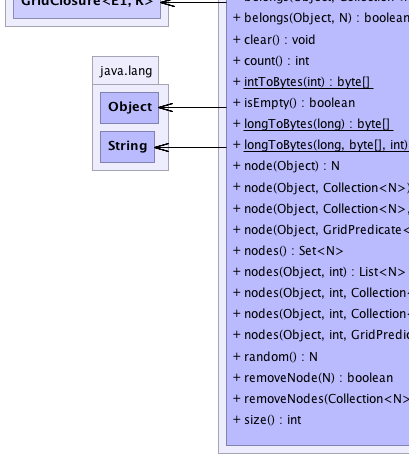 GridClosure<E1, R>
java.lang
Object
String
+ belongs(Object, Collection
+ belongs(Object, N) : boolean
+ clear() : void
+ count() : int
+ intToBytes(int) : byte[]
+ isEmpty() : boolean
+ longToBytes(long) : byte[]
+ longToBytes(long, byte[], int)
+ node(Object) : N
+ node(Object, Collection<N>)
+ node(Object, Collection<N>,
+ node(Object, GridPredicate<
+ nodes() : Set<N>
+ nodes(Object, int) : List<N>
+ nodes(Object, int, Collection<
+ nodes(Object, int, Collection<
+ nodes(Object, int, GridPredic
+ random() : N
+ removeNode(N) : boolean
+ removeNodes(Collection<N>
+ size() : int